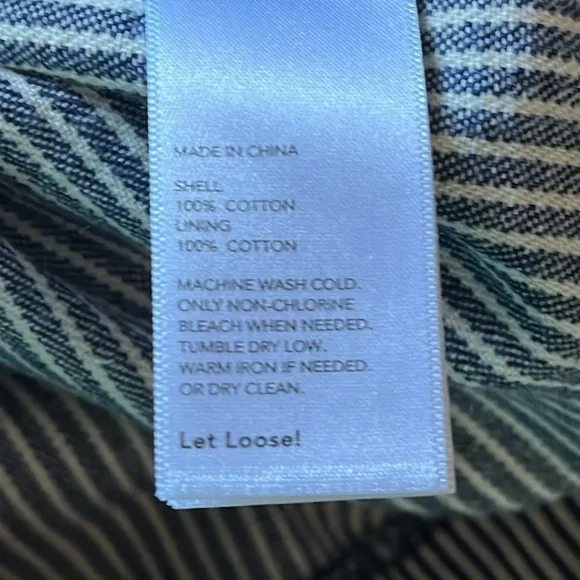 MADE IN CHINA
SHELL
100% COTTON
LINING
100% COTTON
MACHINE WASH COLD.
ONLY NON-CHLORINE
BLEACH WHEN NEEDED.
TUMBLE DRY LOW.
WARM IRON IF NEEDED.
OR DRY CLEAN.
Let Loose!